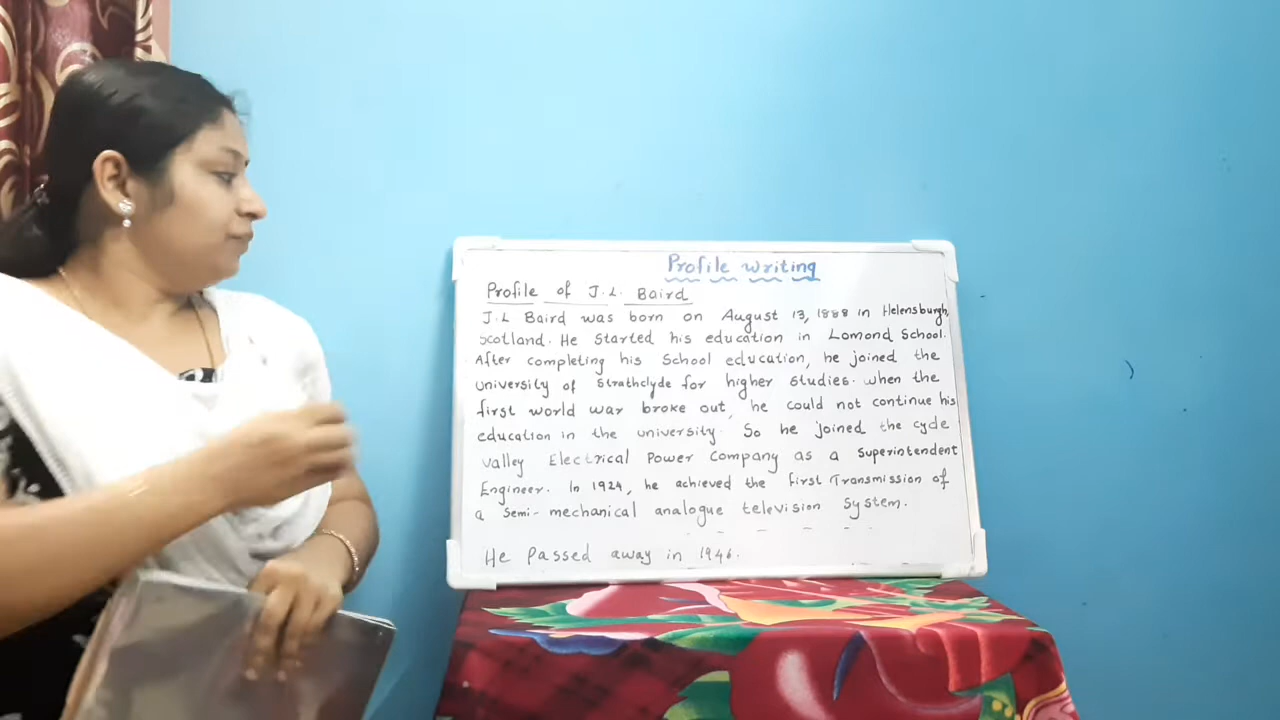 Profile writing
Profile of J.L. Baird
J.L Baird was born on August 13, 1888 in Helensburgh,
Scotland. He started his education in Lomond School.
After completing his School education, he joined the
university of Strathclyde for higher studies. when the
first world war broke out, he could not continue his
education in the university. So he joined the cyde
valley Electrical Power Company as a Superintendent
Engineer. In 1924, he achieved the first Transmission of
a semi-mechanical analogue television System.
He passed away in 1946.